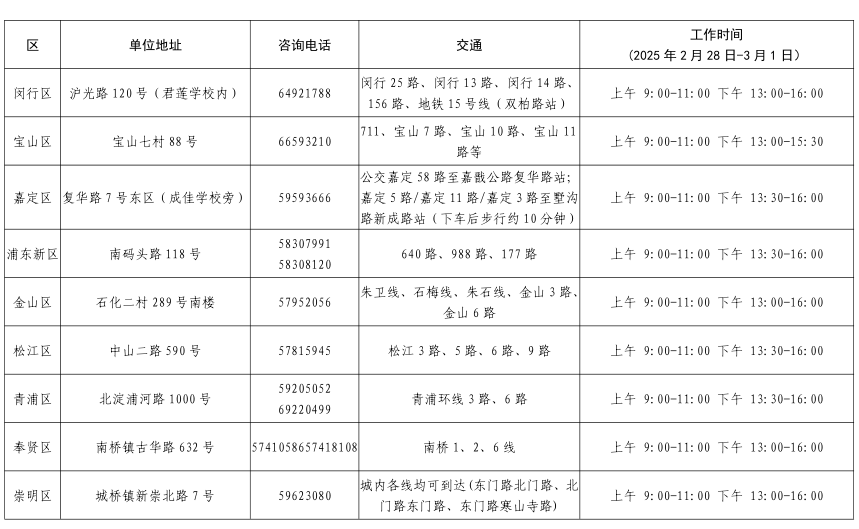 区 单位地址 咨询电话 交通 工作时间
(2025 年 2 月 28 日-3 月 1 日)
闵行区 沪光路 120 号（君莲学校内） 64921788 闵行 25 路、闵行 13 路、闵行 14 路、
156 路、地铁 15 号线（双柏路站） 上午 9:00-11:00 下午 13:00-16:00
宝山区 宝山七村 88 号 66593210 711、宝山 7 路、宝山 10 路、宝山 11
路等 上午 9:00-11:00 下午 13:00-15:30
嘉定区 复华路 7 号东区（成佳学校旁） 59593666 公交嘉定 58 路至嘉戬公路复华路站;
嘉定 5 路/嘉定 11 路/嘉定 3 路至墅沟
路新成路站（下车后步行约 10 分钟） 上午 9:00-11:00 下午 13:30-16:00
浦东新区 南码头路 118 号 58307991
58308120 640 路、988 路、177 路 上午 9:00-11:00 下午 13:30-16:00
金山区 石化二村 289 号南楼 57952056 朱卫线、石梅线、朱石线、金山 3 路、
金山 6 路 上午 9:00-11:00 下午 13:00-16:00
松江区 中山二路 590 号 57815945 松江 3 路、5 路、6 路、9 路 上午 9:00-11:00 下午 13:30-16:00
青浦区 北淀浦河路 1000 号 59205052
69220499 青浦环线 3 路、6 路 上午 9:00-11:00 下午 13:30-16:00
奉贤区 南桥镇古华路 632 号 5741058657418108 南桥 1、2、6 线 上午 9:00-11:00 下午 13:00-16:00
崇明区 城桥镇新崇北路 7 号 59623080 城内各线均可到达(东门路北门路、北
门路东门路、东门路寒山寺路) 上午 9:00-11:00 下午 13:00-16:00